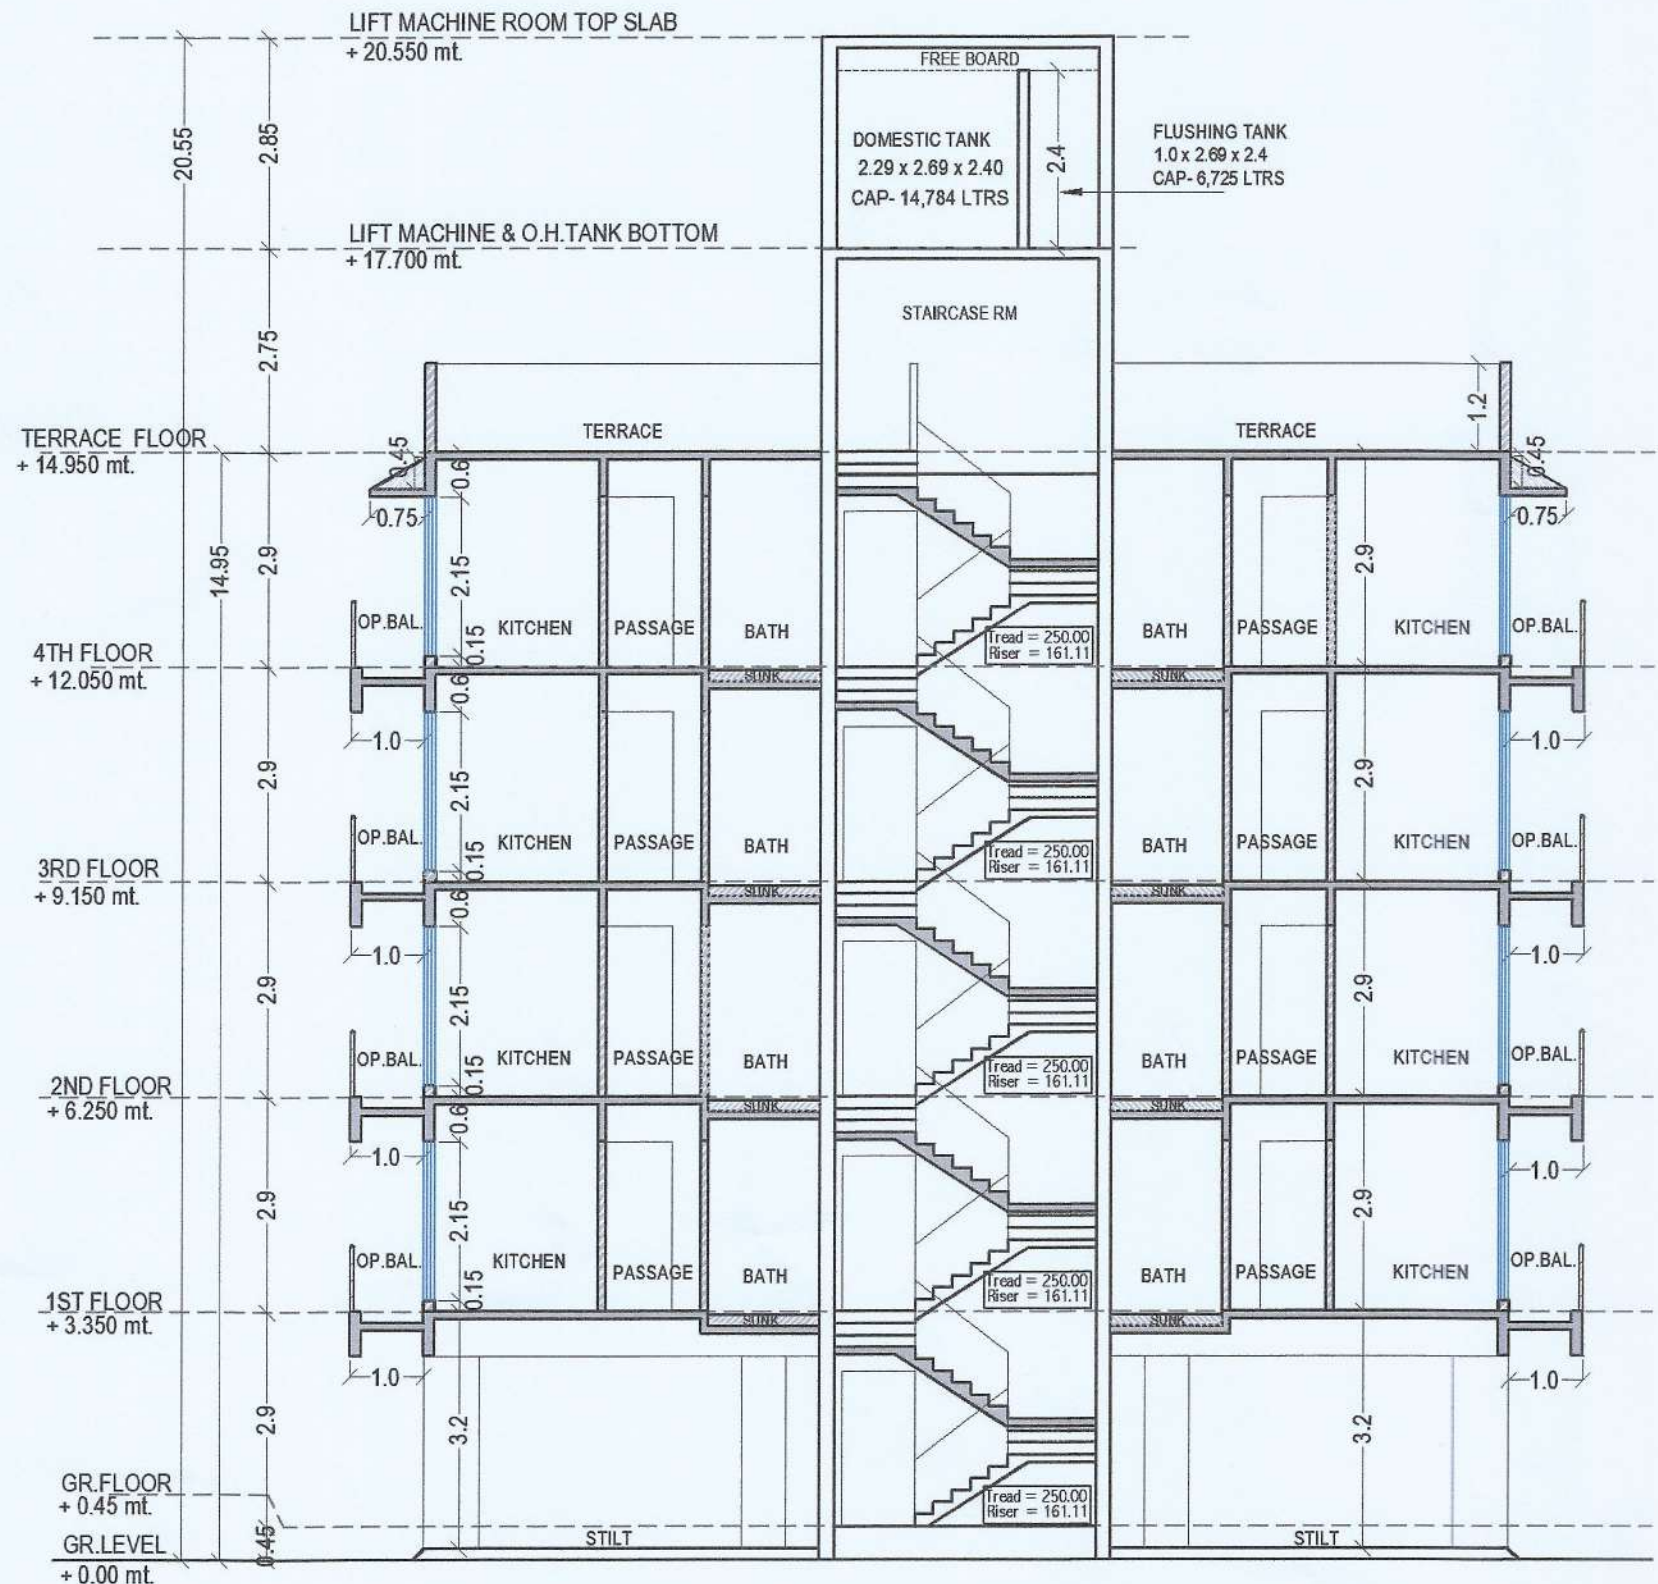 LIFT MACHINE ROOM TOP SLAB
+ 20.550 mt.
FREE BOARD
20.55
2.85
DOMESTIC TANK
2.29 x 2.69 x 2.40
CAP- 14,784 LTRS
2.4
FLUSHING TANK
1.0 x 2.69 x 2.4
CAP- 6,725 LTRS
LIFT MACHINE & O.H.TANK BOTTOM
+ 17.700 mt.
STAIRCASE RM
2.75
1.2
TERRACE FLOOR
+ 14.950 mt.
TERRACE
TERRACE
0.45
0.6
0.45
0.75
0.75
14.95
2.9
2.15
2.9
OP.BAL.
KITCHEN
PASSAGE
BATH
Tread = 250.00
Riser = 161.11
BATH
PASSAGE
KITCHEN
OP.BAL.
0.15
4TH FLOOR
+ 12.050 mt.
SUNK
SUNK
0.6
1.0
1.0
2.9
2.15
2.9
OP.BAL.
KITCHEN
PASSAGE
BATH
Tread = 250.00
Riser = 161.11
BATH
PASSAGE
KITCHEN
OP.BAL.
0.15
3RD FLOOR
+ 9.150 mt.
SUNK
SUNK
0.6
1.0
1.0
2.9
2.15
2.9
OP.BAL.
KITCHEN
PASSAGE
BATH
Tread = 250.00
Riser = 161.11
BATH
PASSAGE
KITCHEN
OP.BAL.
0.15
2ND FLOOR
+ 6.250 mt.
SUNK
SUNK
0.6
1.0
1.0
2.9
2.15
2.9
OP.BAL.
KITCHEN
PASSAGE
BATH
Tread = 250.00
Riser = 161.11
BATH
PASSAGE
KITCHEN
OP.BAL.
0.15
1ST FLOOR
+ 3.350 mt.
SUNK
SUNK
1.0
1.0
2.9
3.2
3.2
GR.FLOOR
+ 0.45 mt.
Tread = 250.00
Riser = 161.11
0.45
STILT
STILT
GR.LEVEL
+ 0.00 mt.